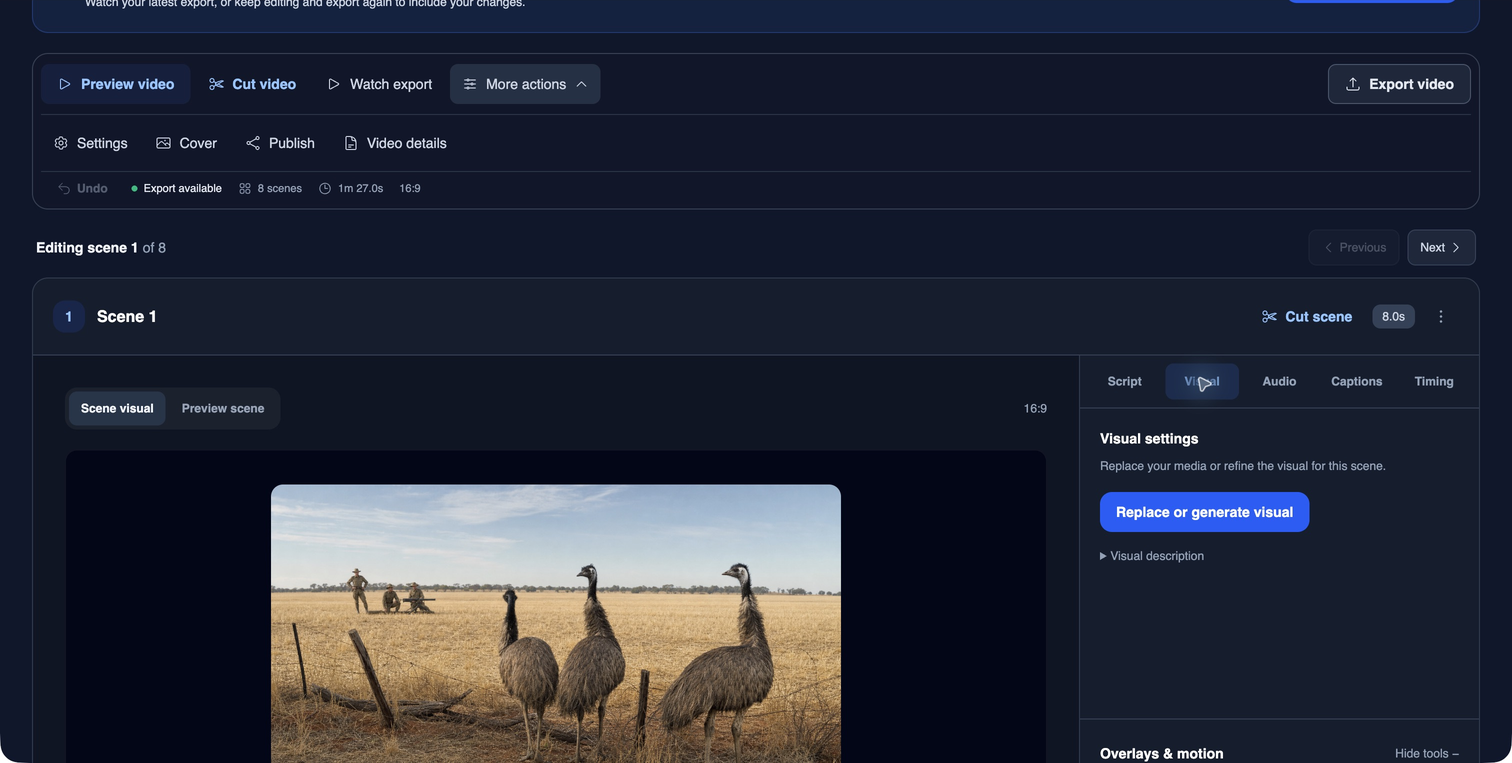 Watch your latest export, or keep editing and export again to include your changes.
Preview video Cut video Watch export More actions Export video
Settings Cover Publish Video details
Undo Export available 8 scenes 1m 27.0s 16:9
Editing scene 1 of 8 Previous Next
1 Scene 1 Cut scene 8.0s
Script Visual Audio Captions Timing
Scene visual Preview scene 16:9
Visual settings
Replace your media or refine the visual for this scene.
Replace or generate visual
Visual description
Overlays & motion Hide tools –